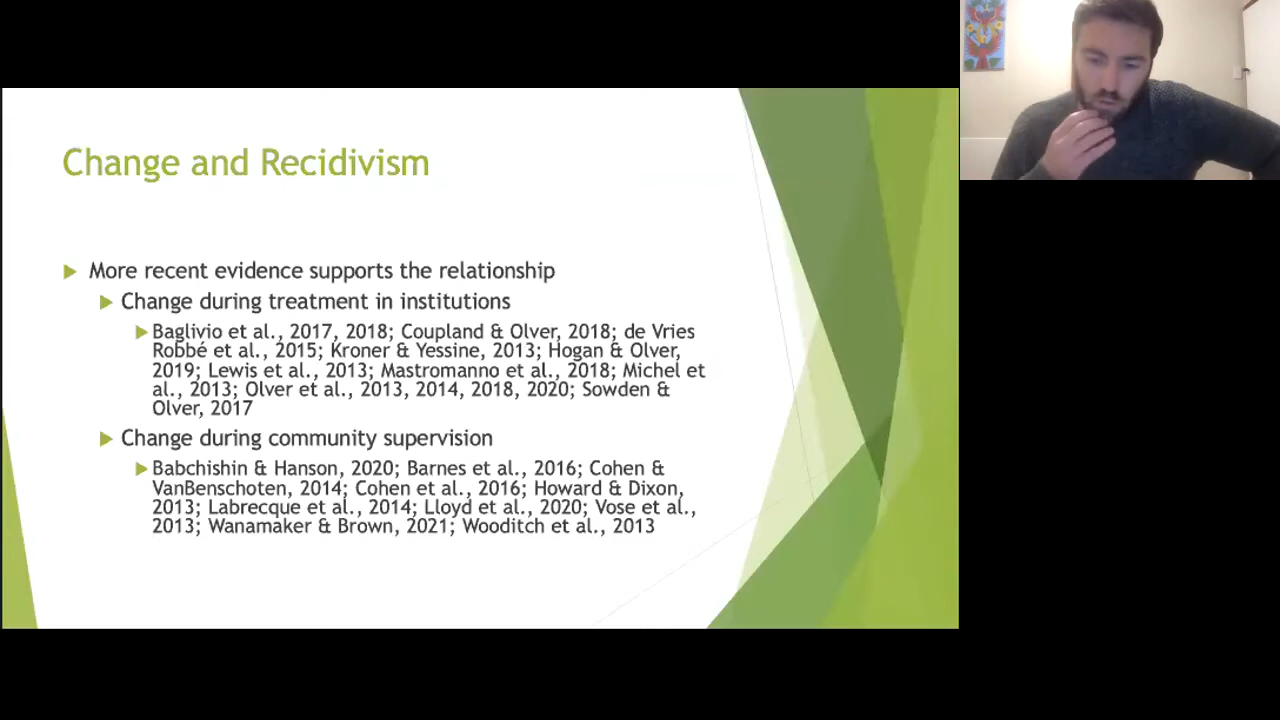 Change and Recidivism
More recent evidence supports the relationship
Change during treatment in institutions
Baglivio et al., 2017, 2018; Coupland & Olver, 2018; de Vries
Robbé et al., 2015; Kroner & Yessine, 2013; Hogan & Olver,
2019; Lewis et al., 2013; Mastromanno et al., 2018; Michel et
al., 2013; Olver et al., 2013, 2014, 2018, 2020; Sowden &
Olver, 2017
Change during community supervision
Babchishin & Hanson, 2020; Barnes et al., 2016; Cohen &
VanBenschoten, 2014; Cohen et al., 2016; Howard & Dixon,
2013; Labrecque et al., 2014; Lloyd et al., 2020; Vose et al.,
2013; Wanamaker & Brown, 2021; Wooditch et al., 2013